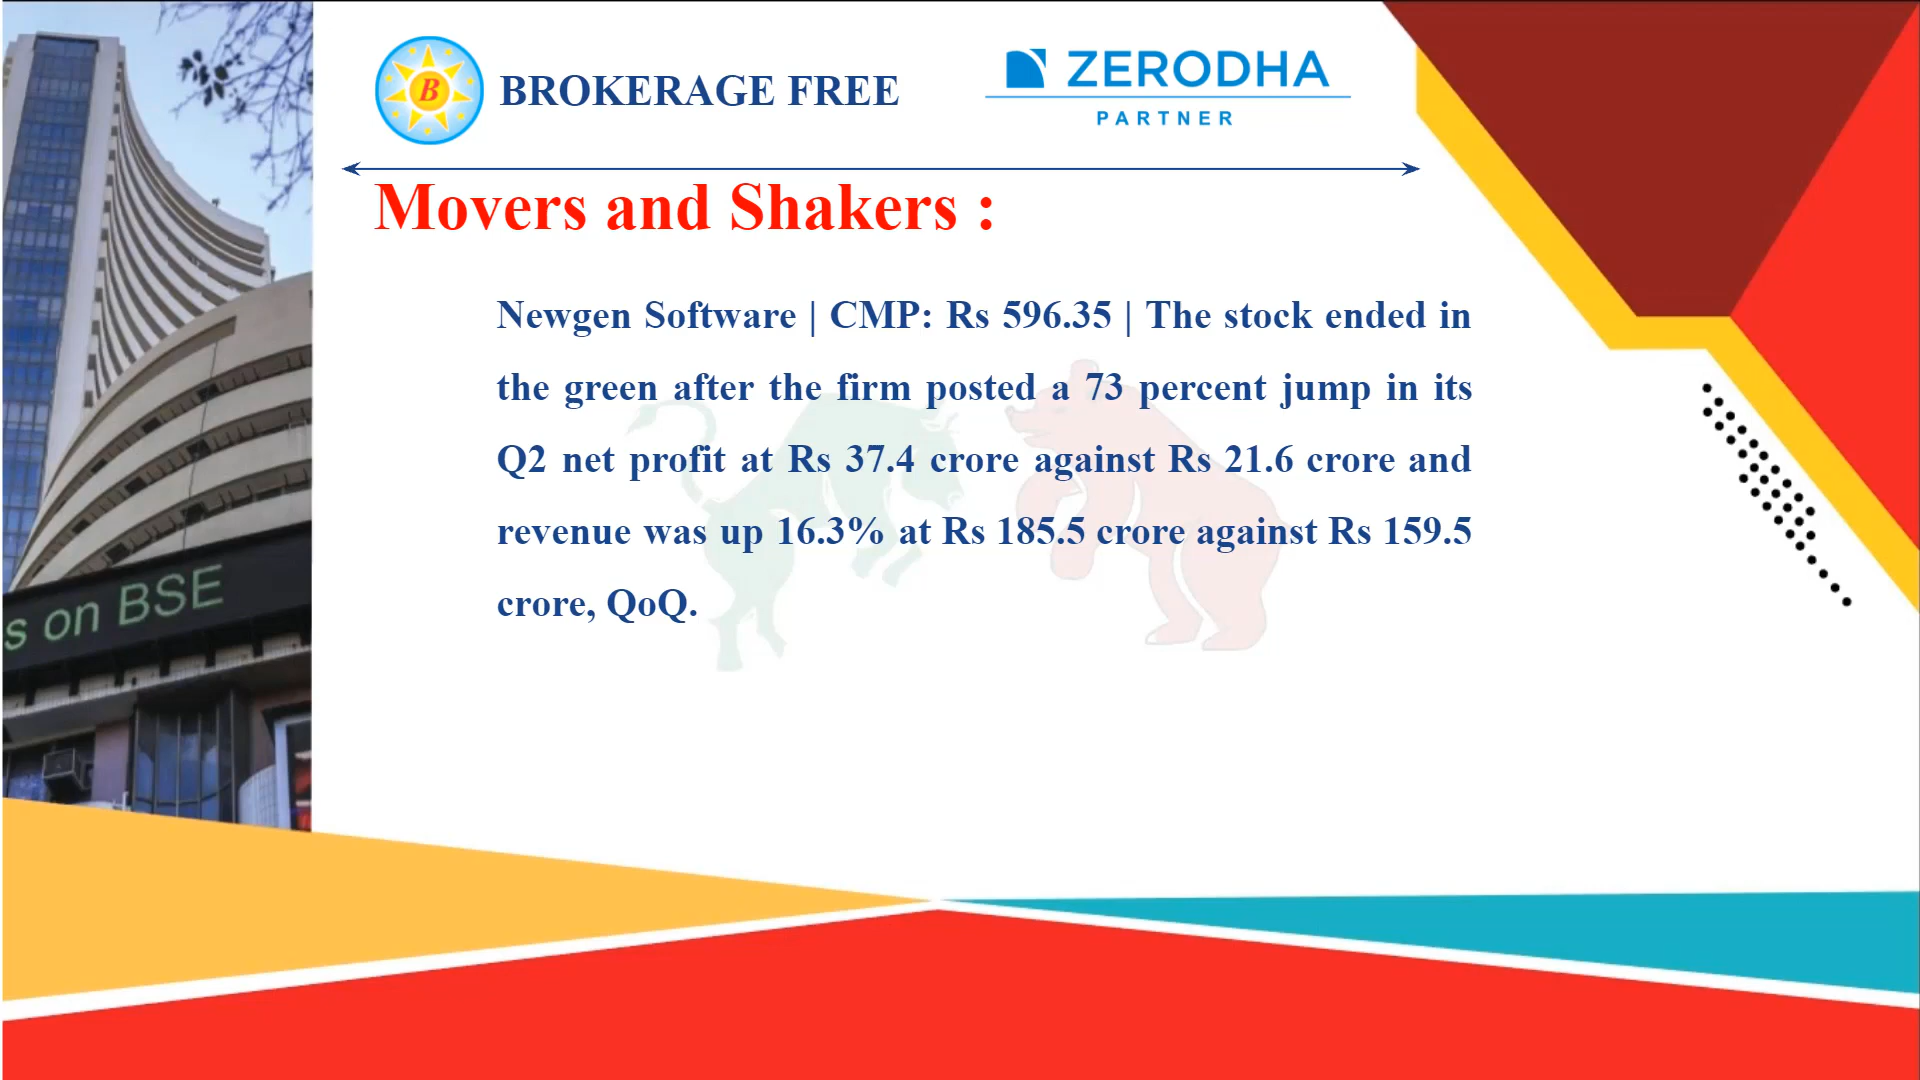 B BROKERAGE FREE
ZERODHA
PARTNER
Movers and Shakers :
Newgen Software | CMP: Rs 596.35 | The stock ended in
the green after the firm posted a 73 percent jump in its
Q2 net profit at Rs 37.4 crore against Rs 21.6 crore and
revenue was up 16.3% at Rs 185.5 crore against Rs 159.5
crore, QoQ.
s on BSE